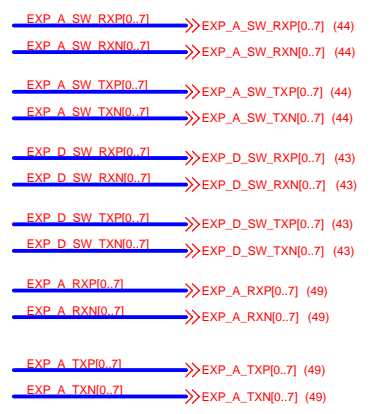 EXP_A_SW_RXP[0..7] EXP_A_SW_RXP[0..7] (44)
EXP_A_SW_RXN[0..7] EXP_A_SW_RXN[0..7] (44)
EXP_A_SW_TXP[0..7] EXP_A_SW_TXP[0..7] (44)
EXP_A_SW_TXN[0..7] EXP_A_SW_TXN[0..7] (44)
EXP_D_SW_RXP[0..7] EXP_D_SW_RXP[0..7] (43)
EXP_D_SW_RXN[0..7] EXP_D_SW_RXN[0..7] (43)
EXP_D_SW_TXP[0..7] EXP_D_SW_TXP[0..7] (43)
EXP_D_SW_TXN[0..7] EXP_D_SW_TXN[0..7] (43)
EXP_A_RXP[0..7] EXP_A_RXP[0..7] (49)
EXP_A_RXN[0..7] EXP_A_RXN[0..7] (49)
EXP_A_TXP[0..7] EXP_A_TXP[0..7] (49)
EXP_A_TXN[0..7] EXP_A_TXN[0..7] (49)